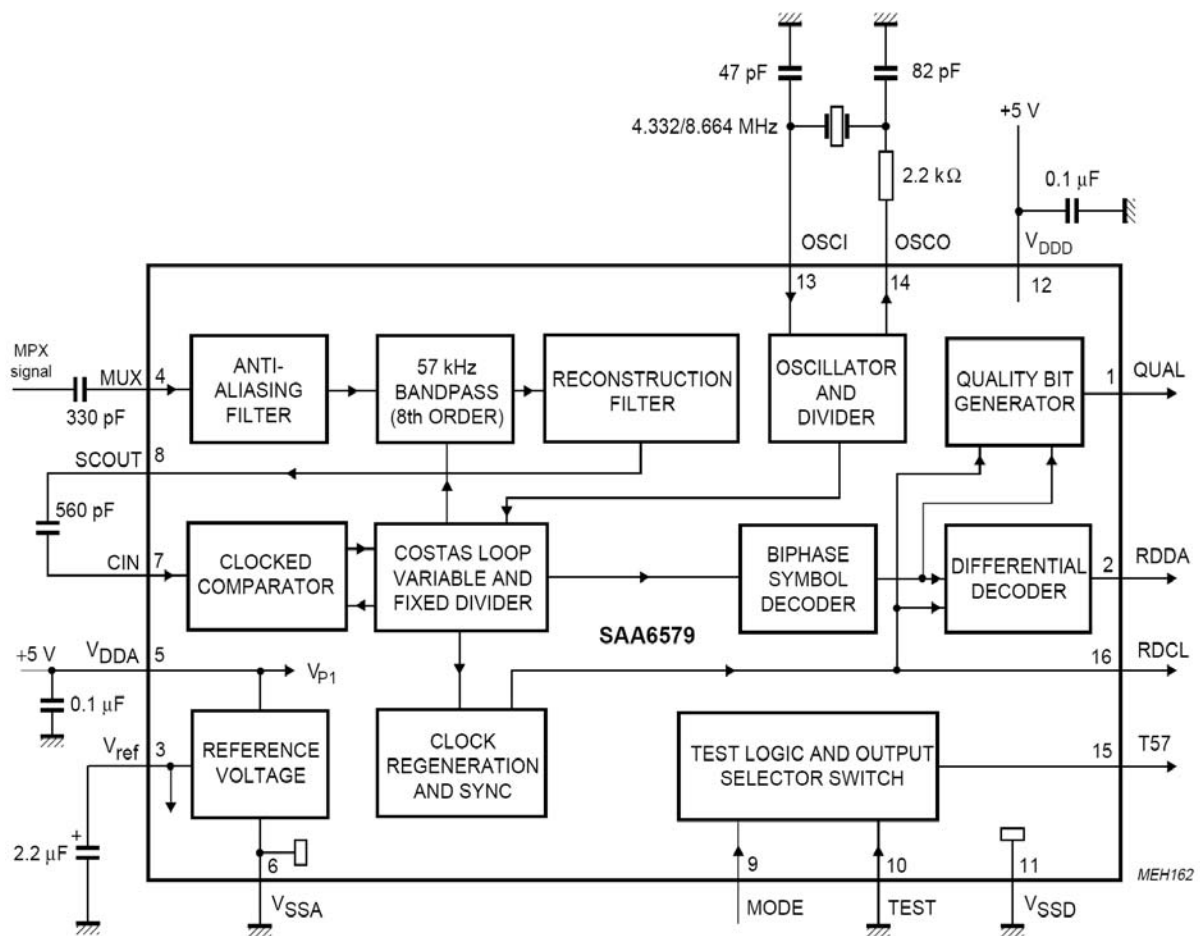 47 pF
82 pF
4.332/8.664 MHz
+5 V
2.2 kΩ
0.1 µF
OSCI
OSCO
VDDD
13
14
12
MPX
signal
MUX
4
330 pF
ANTI-
ALIASING
FILTER
57 kHz
BANDPASS
(8th ORDER)
RECONSTRUCTION
FILTER
OSCILLATOR
AND
DIVIDER
QUALITY BIT
GENERATOR
1
QUAL
SCOUT
8
560 pF
CIN
7
CLOCKED
COMPARATOR
COSTAS LOOP
VARIABLE AND
FIXED DIVIDER
BIPHASE
SYMBOL
DECODER
DIFFERENTIAL
DECODER
2
RDDA
SAA6579
+5 V
VDDA
5
VP1
16
RDCL
0.1 µF
Vref
3
REFERENCE
VOLTAGE
CLOCK
REGENERATION
AND SYNC
TEST LOGIC AND OUTPUT
SELECTOR SWITCH
15
T57
2.2 µF
+
6
9
10
11
MEH162
VSSA
MODE
TEST
VSSD